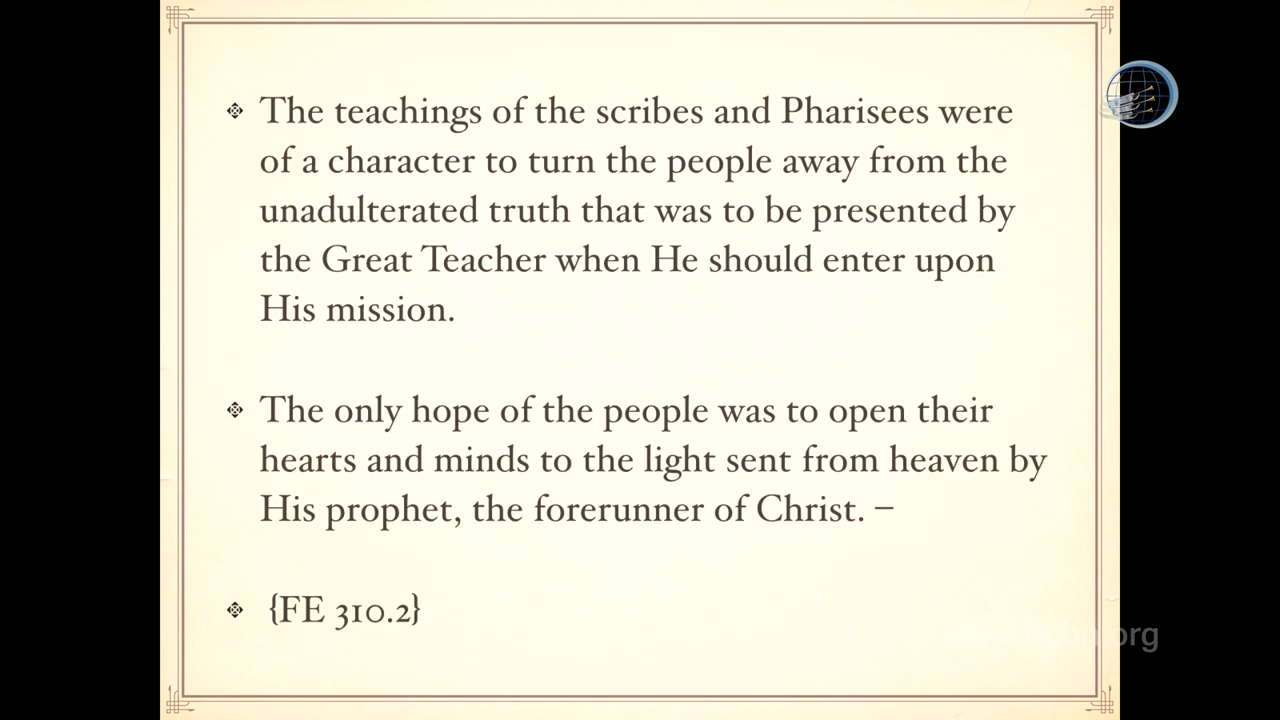 The teachings of the scribes and Pharisees were
of a character to turn the people away from the
unadulterated truth that was to be presented by
the Great Teacher when He should enter upon
His mission.
The only hope of the people was to open their
hearts and minds to the light sent from heaven by
His prophet, the forerunner of Christ. –
{FE 310.2}